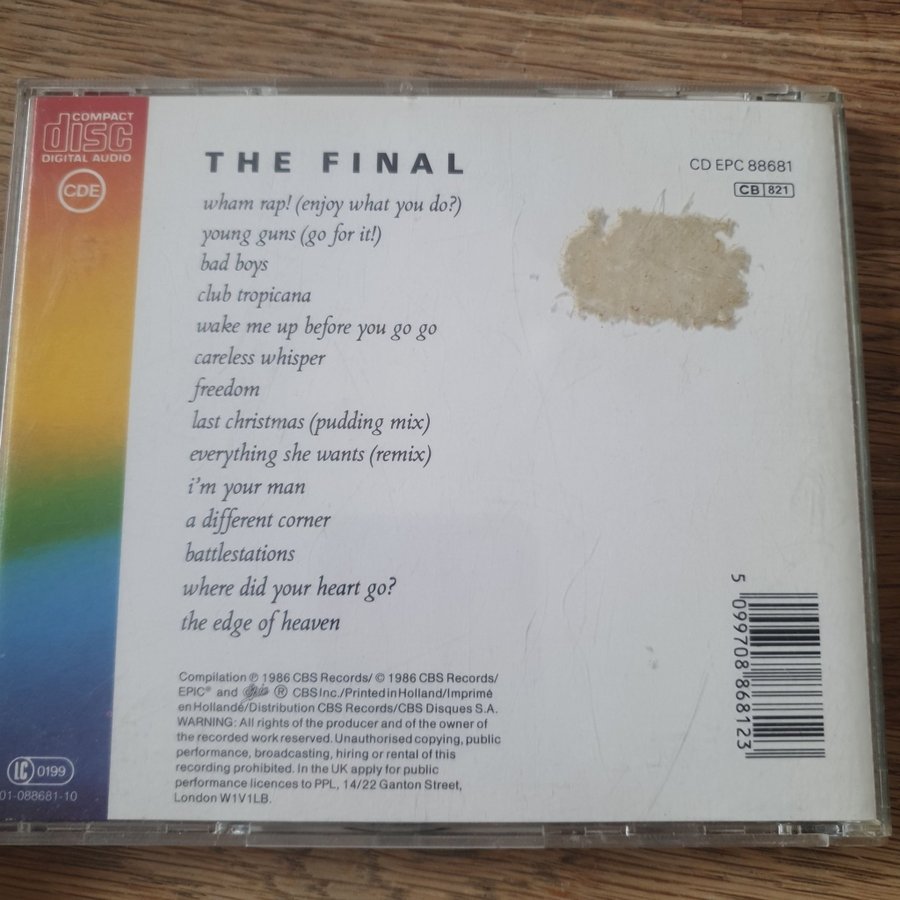 COMPACT
disc
DIGITAL AUDIO
CDE
THE FINAL
CD EPC 88681
CB 821
wham rap! (enjoy what you do?)
young guns (go for it!)
bad boys
club tropicana
wake me up before you go go
careless whisper
freedom
last christmas (pudding mix)
everything she wants (remix)
i'm your man
a different corner
battlestations
where did your heart go?
the edge of heaven
Compilation ℗ 1986 CBS Records/ © 1986 CBS Records/
EPIC® and Epic ® CBS Inc./Printed in Holland/Imprimé
en Hollande/Distribution CBS Records/CBS Disques S.A.
WARNING: All rights of the producer and of the owner of
the recorded work reserved. Unauthorised copying, public
performance, broadcasting, hiring or rental of this
recording prohibited. In the UK apply for public
performance licences to PPL, 14/22 Ganton Street,
London W1V1LB.
5 099708 868123
LC 0199
01-088681-10